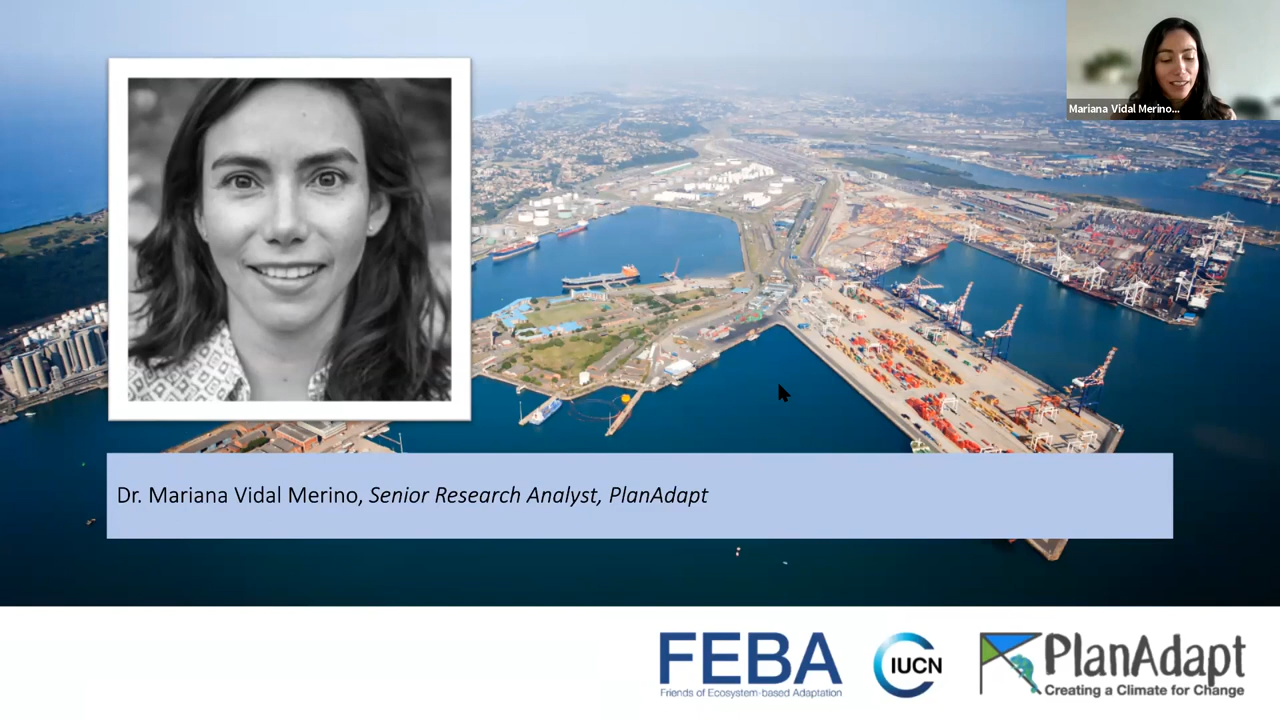 Mariana Vidal Merino...
Dr. Mariana Vidal Merino, Senior Research Analyst, PlanAdapt
FEBA
Friends of Ecosystem-based Adaptation
IUCN
PlanAdapt
Creating a Climate for Change